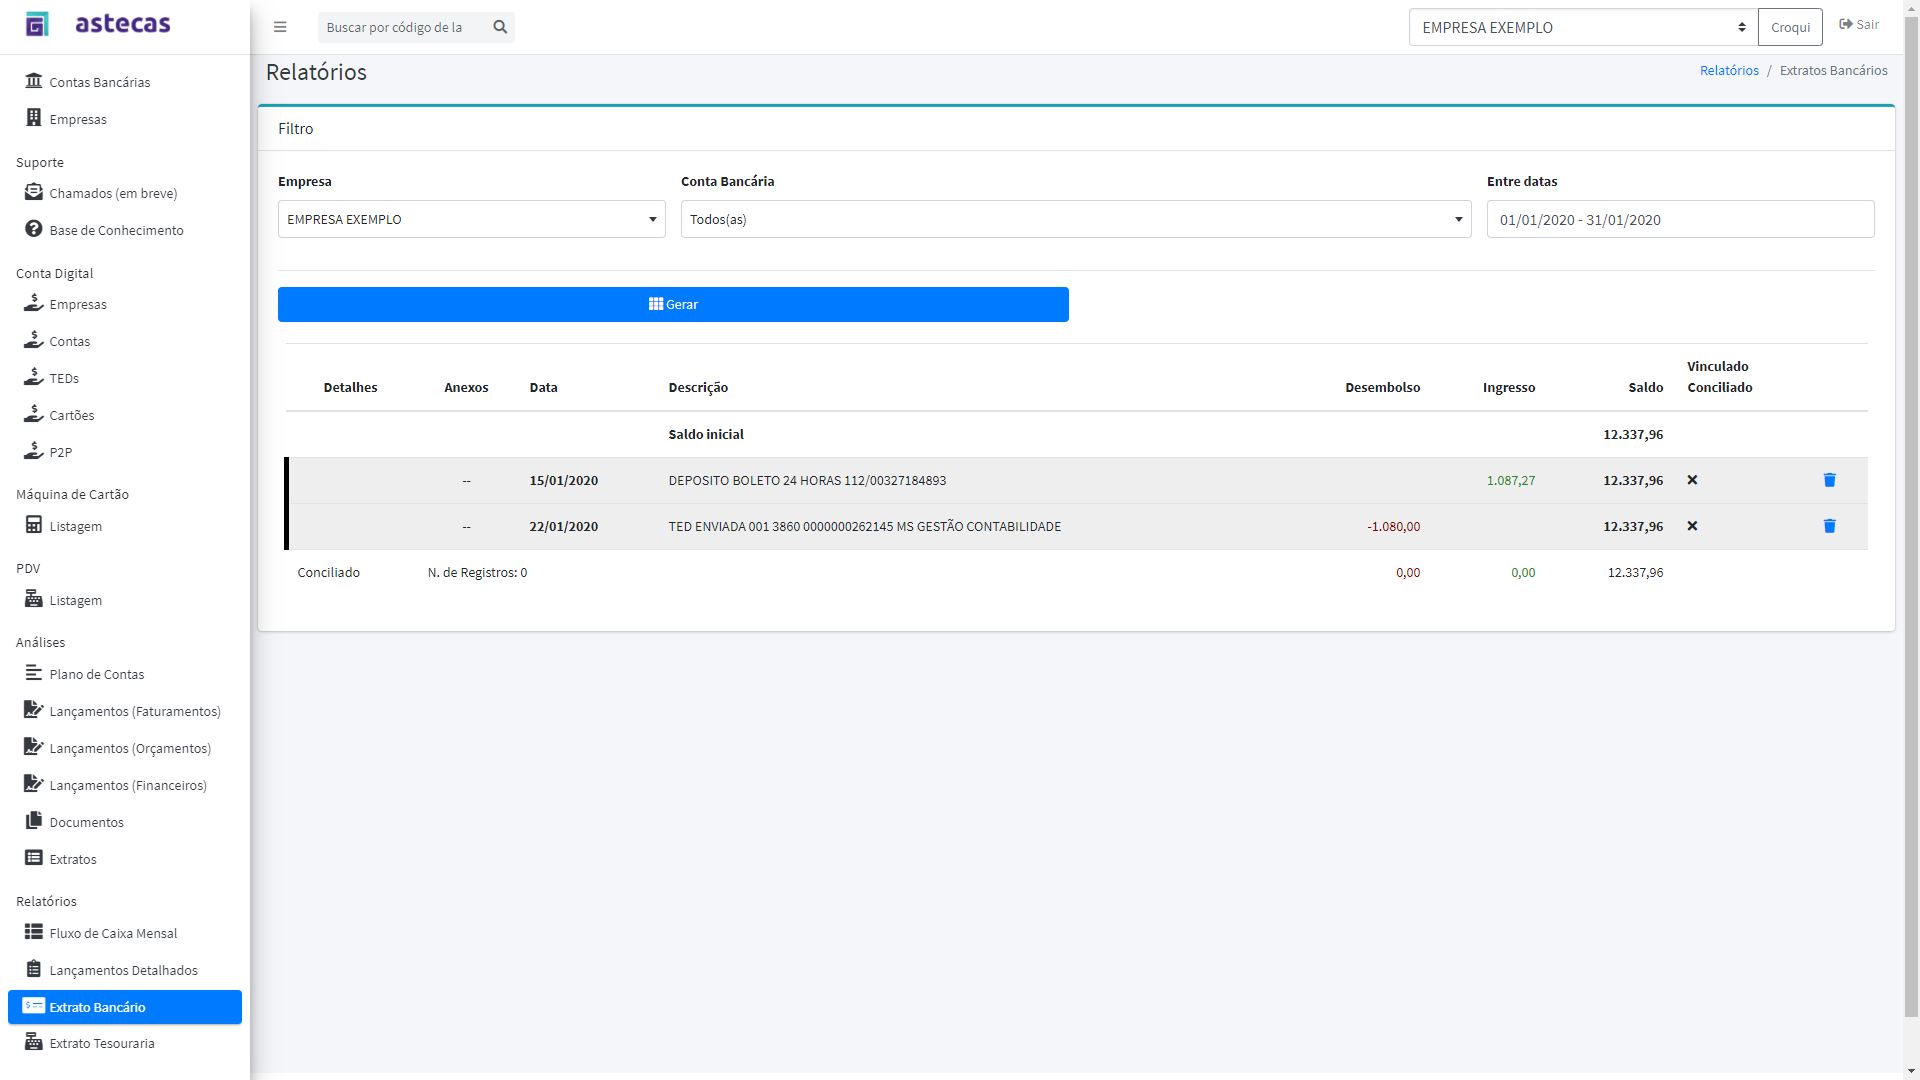 astecas
Buscar por código de la
EMPRESA EXEMPLO
Croqui
Sair
Contas Bancárias
Empresas
Suporte
Chamados (em breve)
Base de Conhecimento
Conta Digital
Empresas
Contas
TEDs
Cartões
P2P
Máquina de Cartão
Listagem
PDV
Listagem
Análises
Plano de Contas
Lançamentos (Faturamentos)
Lançamentos (Orçamentos)
Lançamentos (Financeiros)
Documentos
Extratos
Relatórios
Fluxo de Caixa Mensal
Lançamentos Detalhados
Extrato Bancário
Extrato Tesouraria
Relatórios
Relatórios / Extratos Bancários
Filtro
Empresa Conta Bancária Entre datas
EMPRESA EXEMPLO Todos(as) 01/01/2020 - 31/01/2020
Gerar
Detalhes Anexos Data Descrição Desembolso Ingresso Saldo Vinculado Conciliado
Saldo inicial 12.337,96
-- 15/01/2020 DEPOSITO BOLETO 24 HORAS 112/00327184893 1.087,27 12.337,96
-- 22/01/2020 TED ENVIADA 001 3860 0000000262145 MS GESTÃO CONTABILIDADE -1.080,00 12.337,96
Conciliado N. de Registros: 0 0,00 0,00 12.337,96